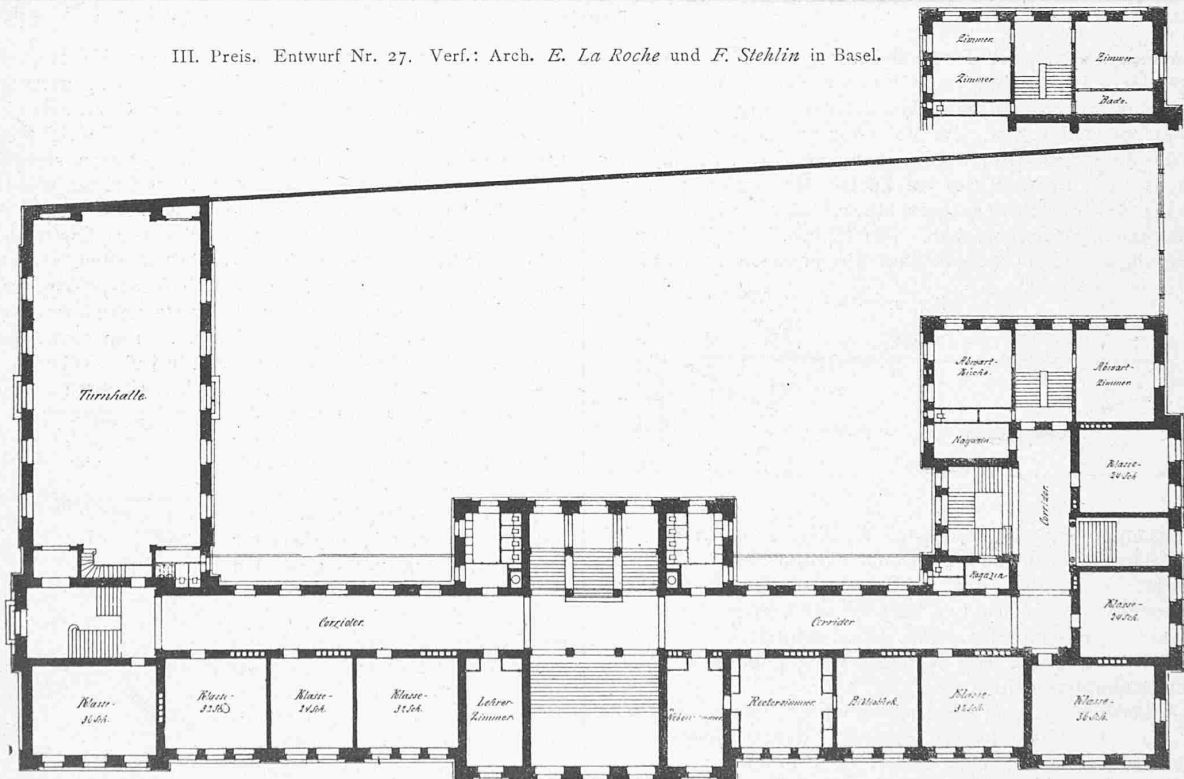 III. Preis. Entwurf Nr. 27. Verf.: Arch. E. La Roche und F. Stehlin in Basel.
Zimmer.
Zimmer
Zimmer
Bade.
Turnhalle.
Abwart-
Küche.
Abwart-
Zimmer.
Magazin.
Klasse-
24 Sch
Corridor.
Magazin
Klasse-
24 Sch.
Corridor.
Corridor
Klasse-
36 Sch.
Klasse-
32 Sch.
Klasse-
Klasse-
32 Sch.
Lehrer
Zimmer.
Rectorzimmer.
Bibliothek.
Klasse-
32 Sch.
Klasse-
36 Sch.